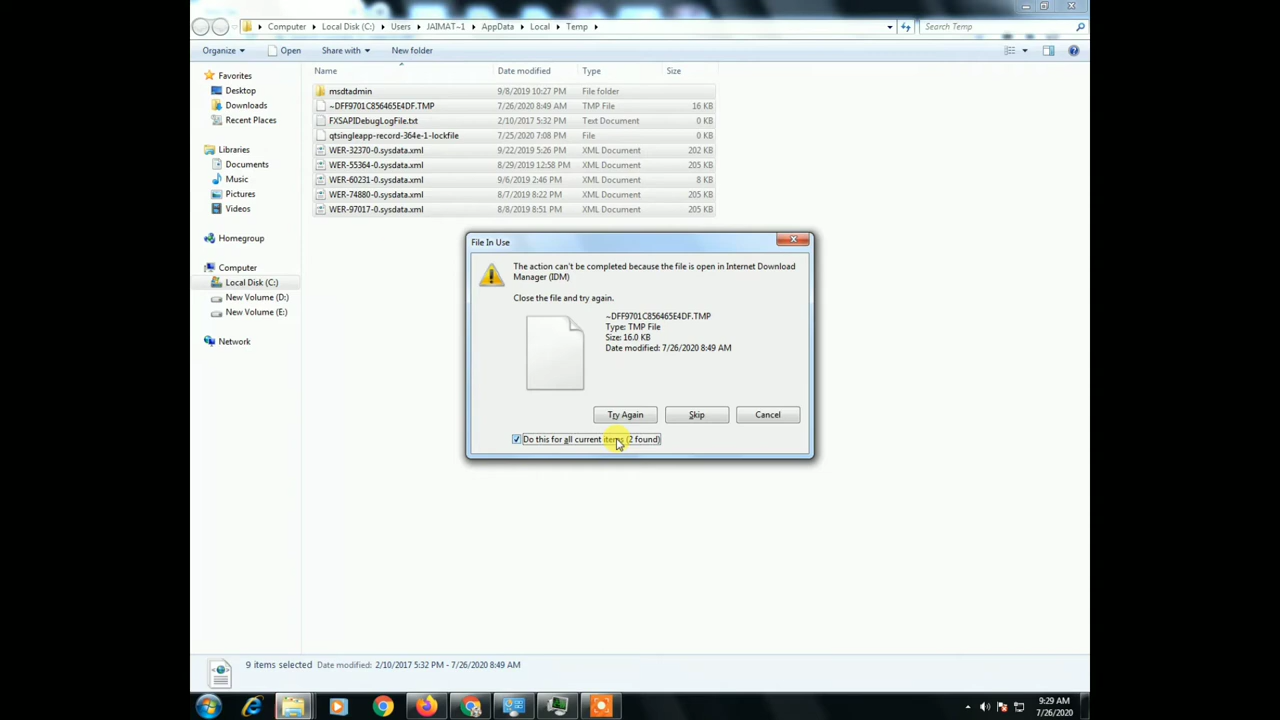 Computer Local Disk (C:) Users JAIMAT~1 AppData Local Temp Search Temp
Organize Open Share with New folder
Name Date modified Type Size
Favorites
Desktop
Downloads
Recent Places
Libraries
Documents
Music
Pictures
Videos
Homegroup
Computer
Local Disk (C:)
New Volume (D:)
New Volume (E:)
Network
msdtadmin 9/8/2019 10:27 PM File folder
~DFF9701C856465E4DF.TMP 7/26/2020 8:49 AM TMP File 16 KB
FXSAPIDebugLogFile.txt 2/10/2017 5:32 PM Text Document 0 KB
qtsingleapp-record-364e-1-lockfile 7/25/2020 7:08 PM File 0 KB
WER-32370-0.sysdata.xml 9/22/2019 5:26 PM XML Document 202 KB
WER-55364-0.sysdata.xml 8/29/2019 12:58 PM XML Document 205 KB
WER-60231-0.sysdata.xml 9/6/2019 2:46 PM XML Document 8 KB
WER-74880-0.sysdata.xml 8/7/2019 8:22 PM XML Document 205 KB
WER-97017-0.sysdata.xml 8/8/2019 8:51 PM XML Document 205 KB
File In Use
The action can't be completed because the file is open in Internet Download
Manager (IDM)
Close the file and try again.
~DFF9701C856465E4DF.TMP
Type: TMP File
Size: 16.0 KB
Date modified: 7/26/2020 8:49 AM
Try Again Skip Cancel
Do this for all current items (2 found)
9 items selected Date modified: 2/10/2017 5:32 PM - 7/26/2020 8:49 AM
9:29 AM
7/26/2020